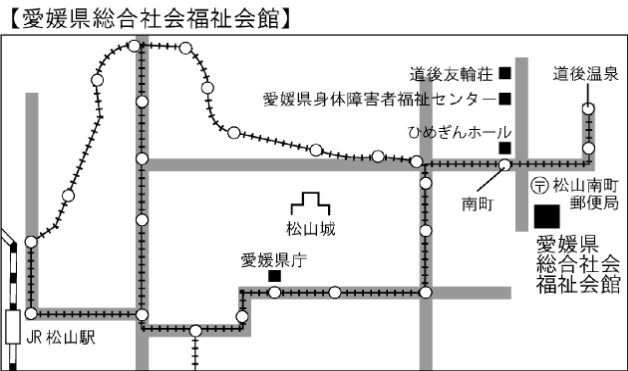 【愛媛県総合社会福祉会館】
道後友輪荘
道後温泉
愛媛県身体障害者福祉センター
ひめぎんホール
南町
〒松山南町
郵便局
松山城
愛媛県
総合社会
福祉会館
愛媛県庁
JR松山駅